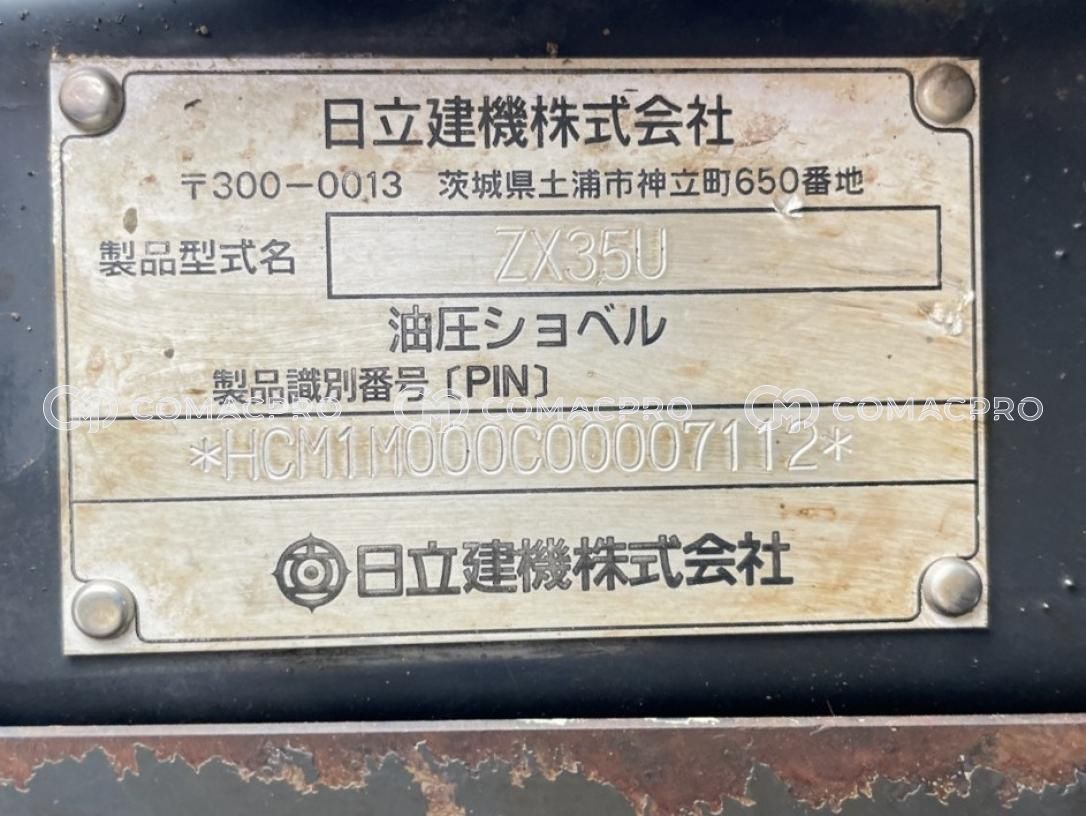 日立建機株式会社
〒300-0013 茨城県土浦市神立町650番地
製品型式名 ZX35U
油圧ショベル
製品識別番号〔PIN〕
COMACPRO COMACPRO COMACPRO
*HCM1M000C00007112*
日立建機株式会社